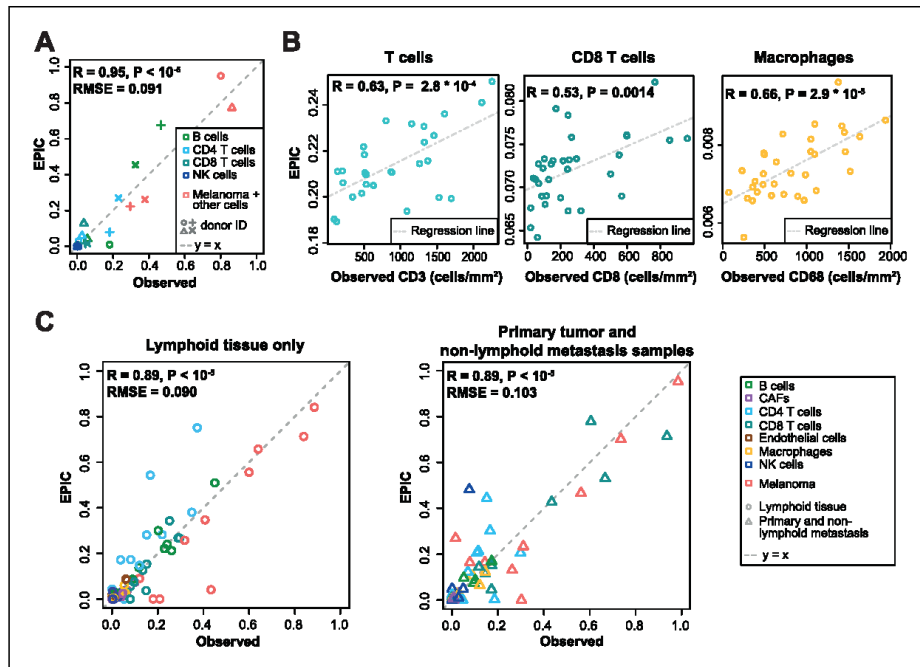 A
R = 0.95, P < 10⁻⁵
RMSE = 0.091
EPIC
0.0
0.2
0.4
0.6
0.8
1.0
0.0 0.2 0.4 0.6 0.8 1.0
Observed
B cells
CD4 T cells
CD8 T cells
NK cells
Melanoma +
other cells
donor ID
y = x
B
T cells
R = 0.63, P = 2.8 * 10⁻⁴
EPIC
0.18
0.20
0.22
0.24
Regression line
0 500 1000 1500 2000
Observed CD3 (cells/mm²)
CD8 T cells
R = 0.53, P = 0.0014
0.065
0.070
0.075
0.080
Regression line
0 200 400 600 800
Observed CD8 (cells/mm²)
Macrophages
R = 0.66, P = 2.9 * 10⁻⁵
0.006
0.008
Regression line
0 500 1000 1500 2000
Observed CD68 (cells/mm²)
C
Lymphoid tissue only
R = 0.89, P < 10⁻⁵
RMSE = 0.090
EPIC
0.0
0.2
0.4
0.6
0.8
1.0
0.0 0.2 0.4 0.6 0.8 1.0
Observed
Primary tumor and
non-lymphoid metastasis samples
R = 0.89, P < 10⁻⁵
RMSE = 0.103
EPIC
0.0
0.2
0.4
0.6
0.8
1.0
0.0 0.2 0.4 0.6 0.8 1.0
Observed
B cells
CAFs
CD4 T cells
CD8 T cells
Endothelial cells
Macrophages
NK cells
Melanoma
Lymphoid tissue
Primary and non-
lymphoid metastasis
y = x